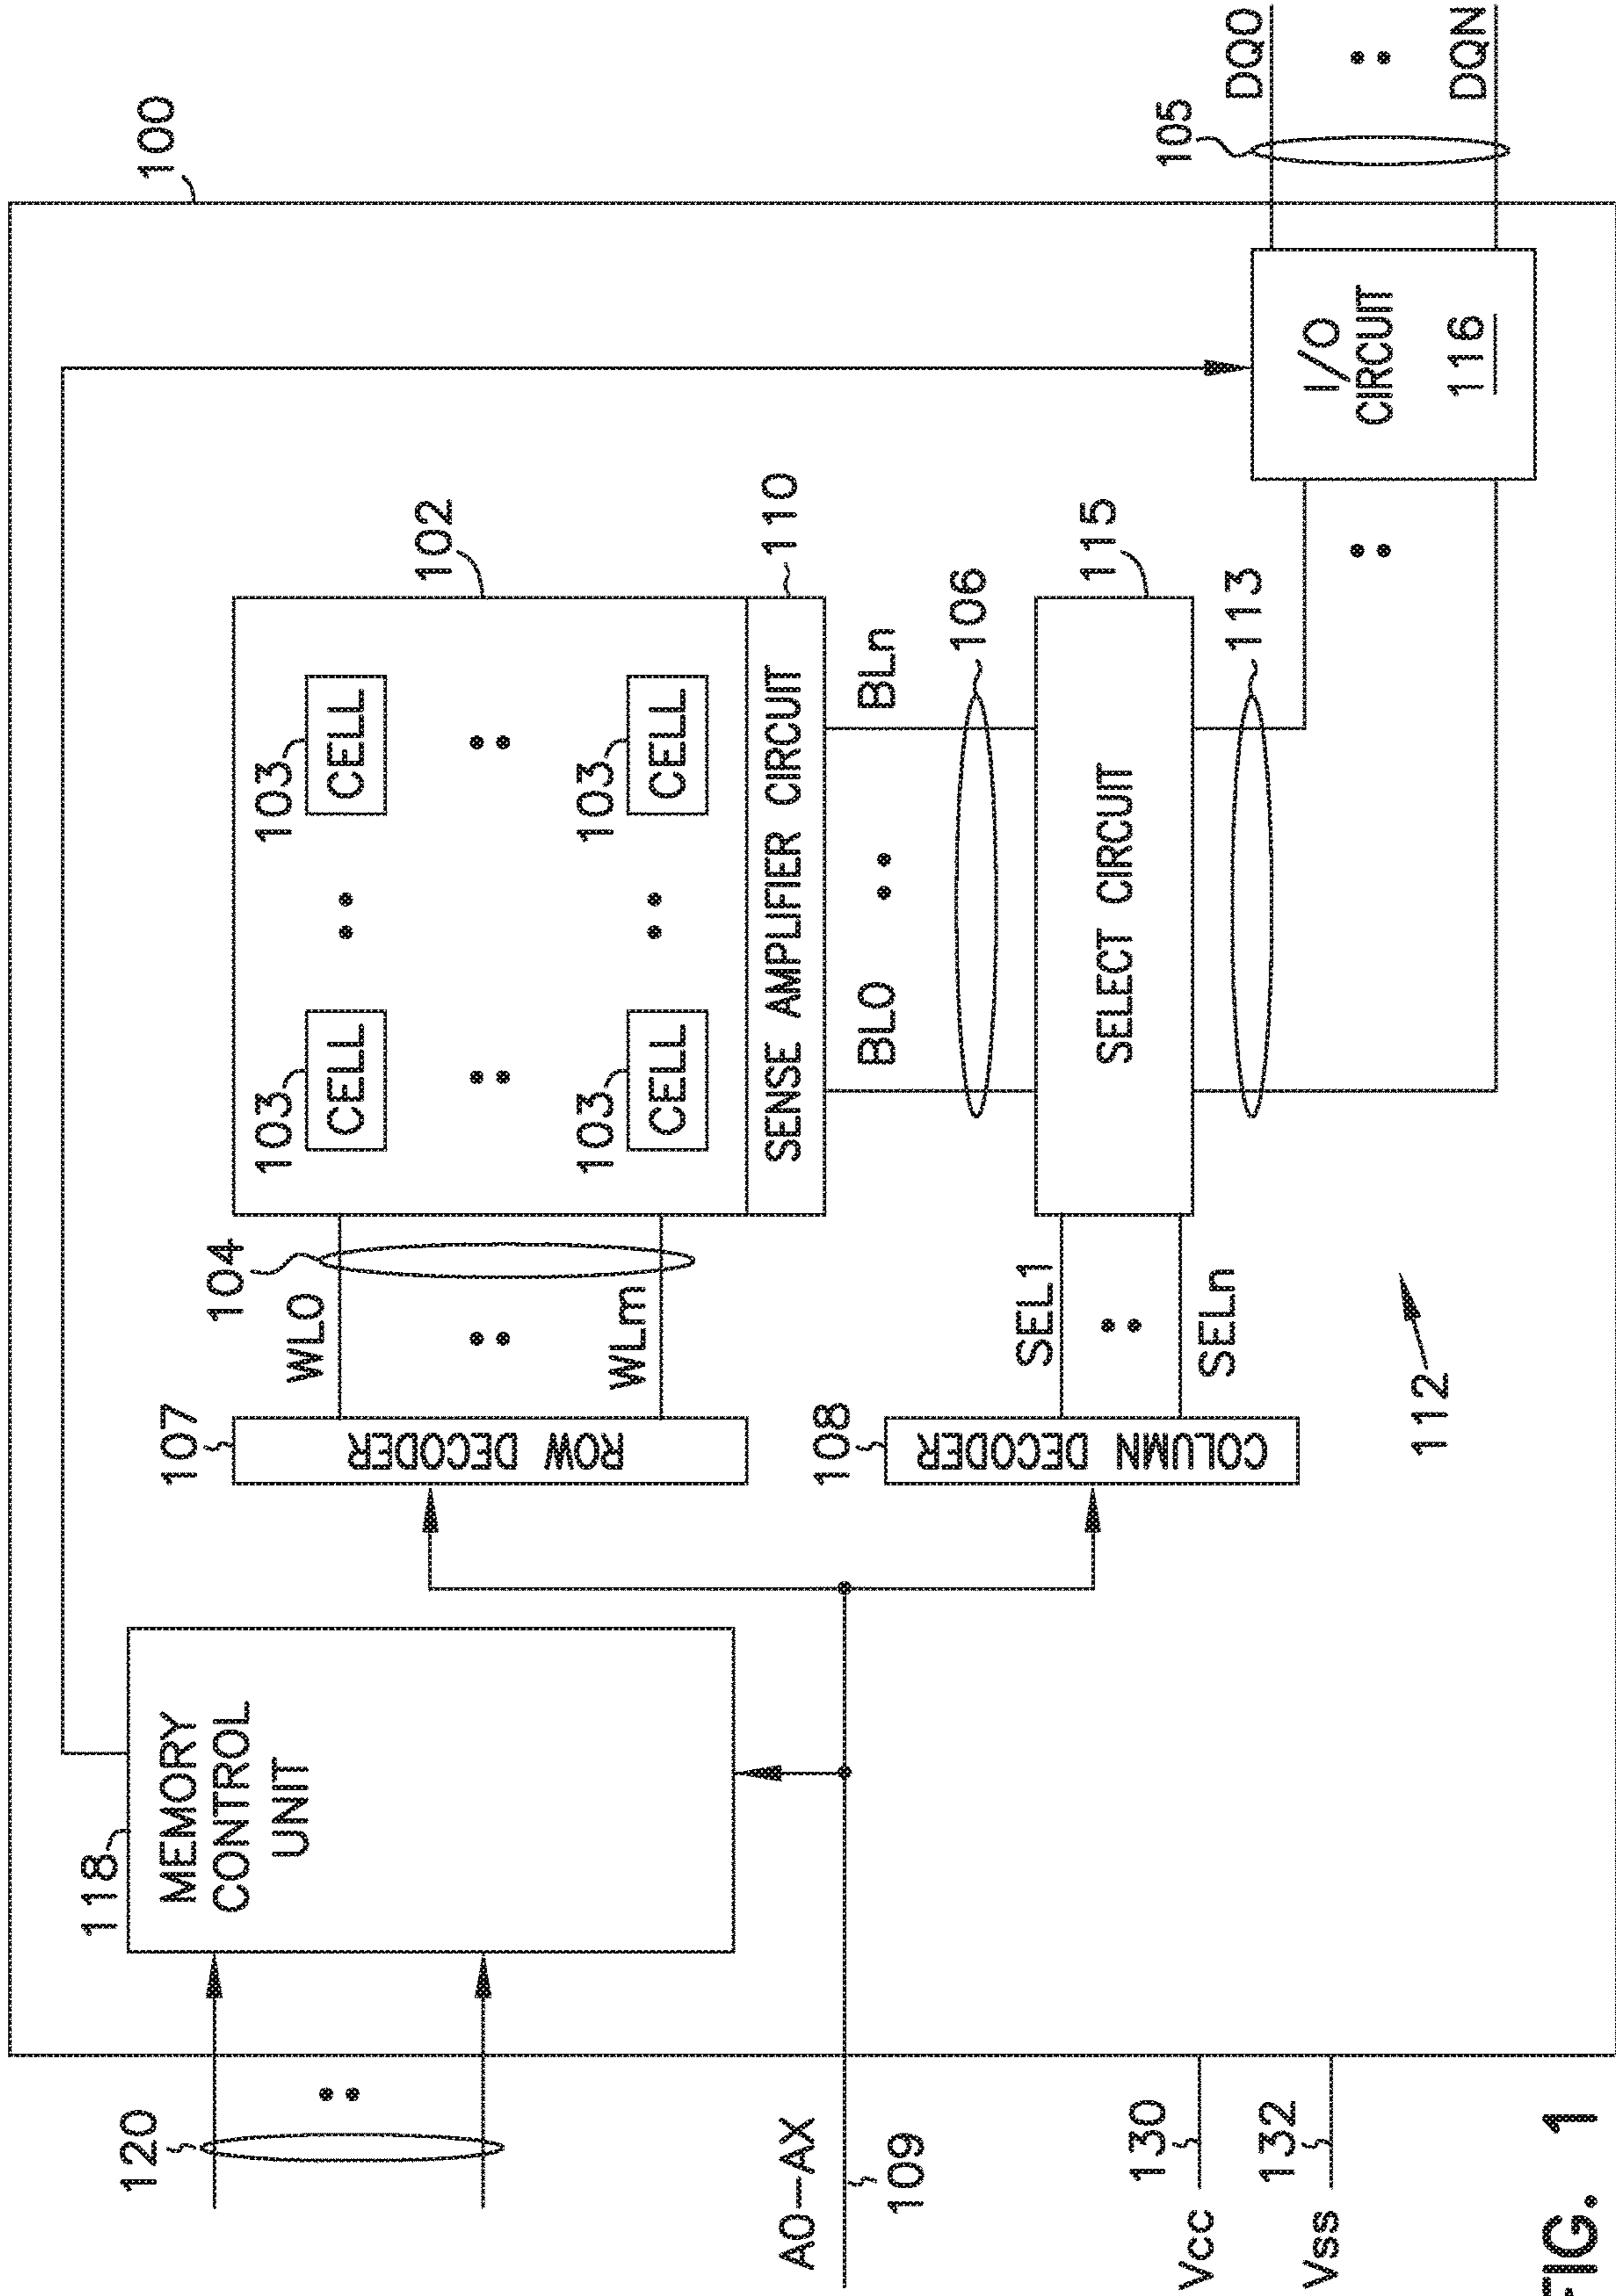 100
118
MEMORY
CONTROL
UNIT
120
A0–AX
109
107
ROW DECODER
108
COLUMN DECODER
104
WL0
WLm
102
103
CELL
103
CELL
103
CELL
103
CELL
110
SENSE AMPLIFIER CIRCUIT
BL0
BLn
106
SEL1
SELn
115
SELECT CIRCUIT
113
112
I/O
CIRCUIT
116
105
DQ0
DQN
130
Vcc
132
Vss
FIG. 1